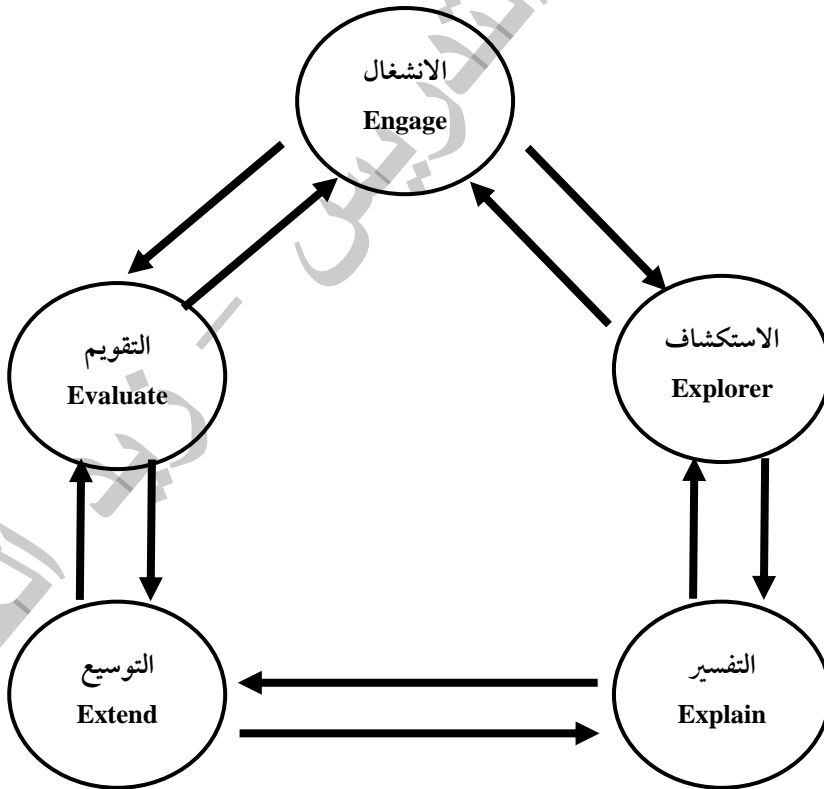 الانشغال
Engage
الاستكشاف
Explorer
التفسير
Explain
التوسيع
Extend
التقويم
Evaluate